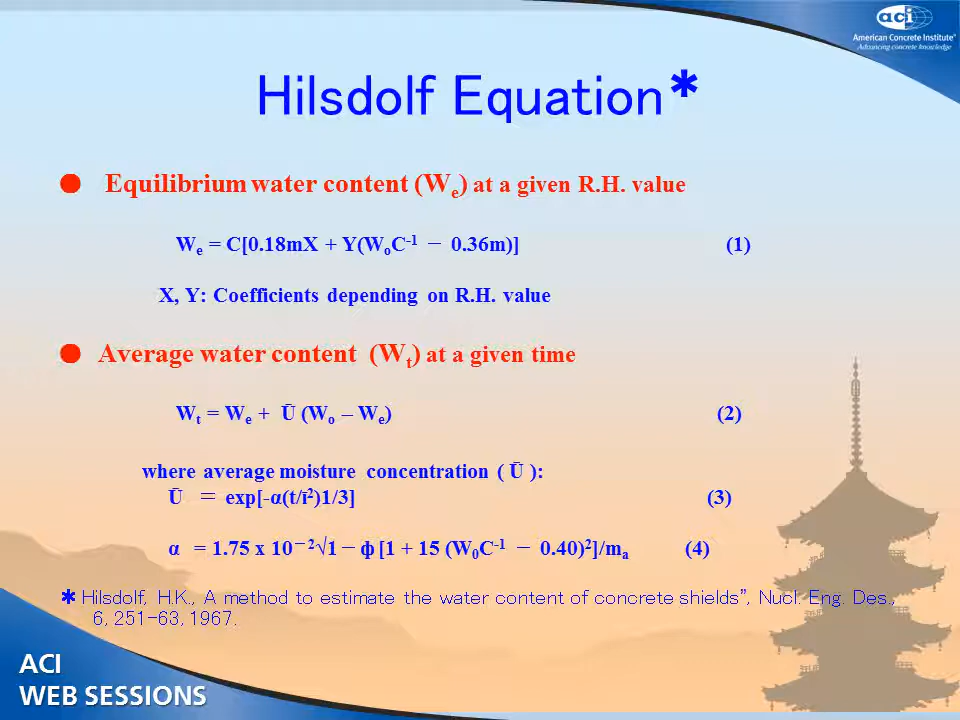 aci
American Concrete Institute®
Advancing concrete knowledge
Hilsdolf Equation*
● Equilibrium water content (Wₑ) at a given R.H. value
Wₑ = C[0.18mX + Y(WₒC⁻¹ − 0.36m)] (1)
X, Y: Coefficients depending on R.H. value
● Average water content (Wₜ) at a given time
Wₜ = Wₑ + Ū (Wₒ – Wₑ) (2)
where average moisture concentration ( Ū ):
Ū = exp[-α(t/ī²)1/3] (3)
α = 1.75 x 10⁻²√1 − ф [1 + 15 (W₀C⁻¹ − 0.40)²]/mₐ (4)
* Hilsdolf, H.K., A method to estimate the water content of concrete shields”, Nucl. Eng. Des.,
6, 251-63, 1967.
ACI
WEB SESSIONS